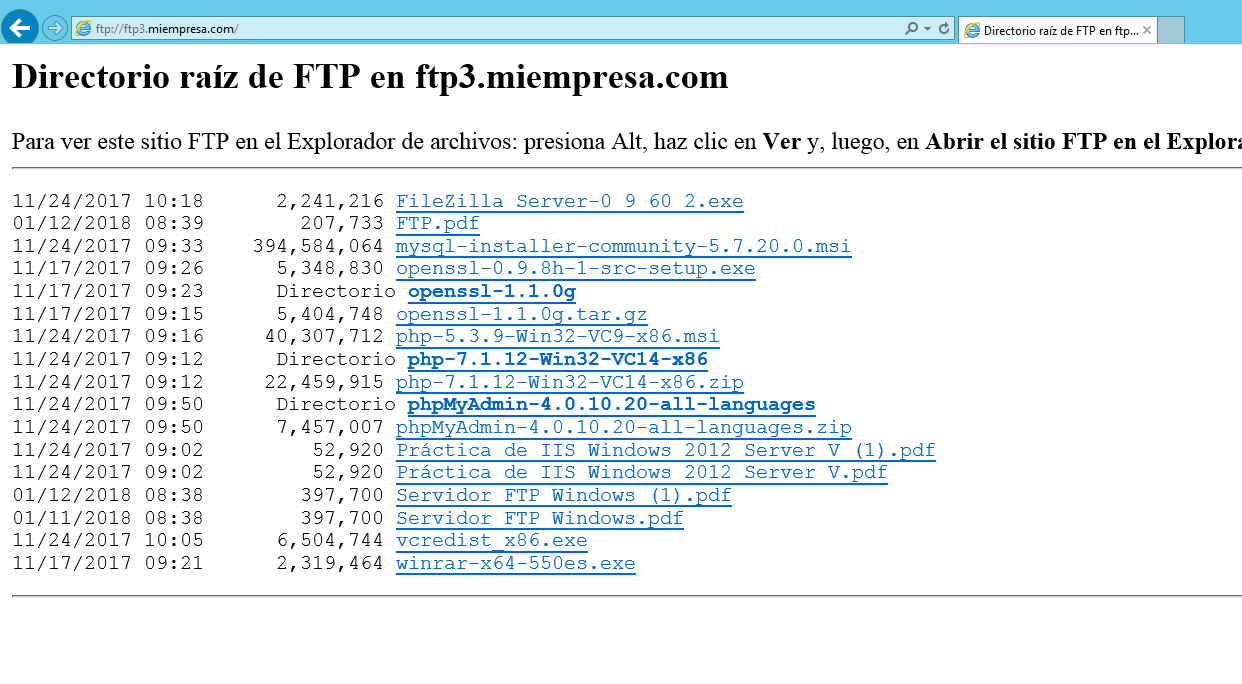 ftp://ftp3.miempresa.com/
Directorio raíz de FTP en ftp...
Directorio raíz de FTP en ftp3.miempresa.com
Para ver este sitio FTP en el Explorador de archivos: presiona Alt, haz clic en Ver y, luego, en Abrir el sitio FTP en el Explora
11/24/2017 10:18 2,241,216 FileZilla Server-0 9 60 2.exe
01/12/2018 08:39 207,733 FTP.pdf
11/24/2017 09:33 394,584,064 mysql-installer-community-5.7.20.0.msi
11/17/2017 09:26 5,348,830 openssl-0.9.8h-1-src-setup.exe
11/17/2017 09:23 Directorio openssl-1.1.0g
11/17/2017 09:15 5,404,748 openssl-1.1.0g.tar.gz
11/24/2017 09:16 40,307,712 php-5.3.9-Win32-VC9-x86.msi
11/24/2017 09:12 Directorio php-7.1.12-Win32-VC14-x86
11/24/2017 09:12 22,459,915 php-7.1.12-Win32-VC14-x86.zip
11/24/2017 09:50 Directorio phpMyAdmin-4.0.10.20-all-languages
11/24/2017 09:50 7,457,007 phpMyAdmin-4.0.10.20-all-languages.zip
11/24/2017 09:02 52,920 Práctica de IIS Windows 2012 Server V (1).pdf
11/24/2017 09:02 52,920 Práctica de IIS Windows 2012 Server V.pdf
01/12/2018 08:38 397,700 Servidor FTP Windows (1).pdf
01/11/2018 08:38 397,700 Servidor FTP Windows.pdf
11/24/2017 10:05 6,504,744 vcredist_x86.exe
11/17/2017 09:21 2,319,464 winrar-x64-550es.exe